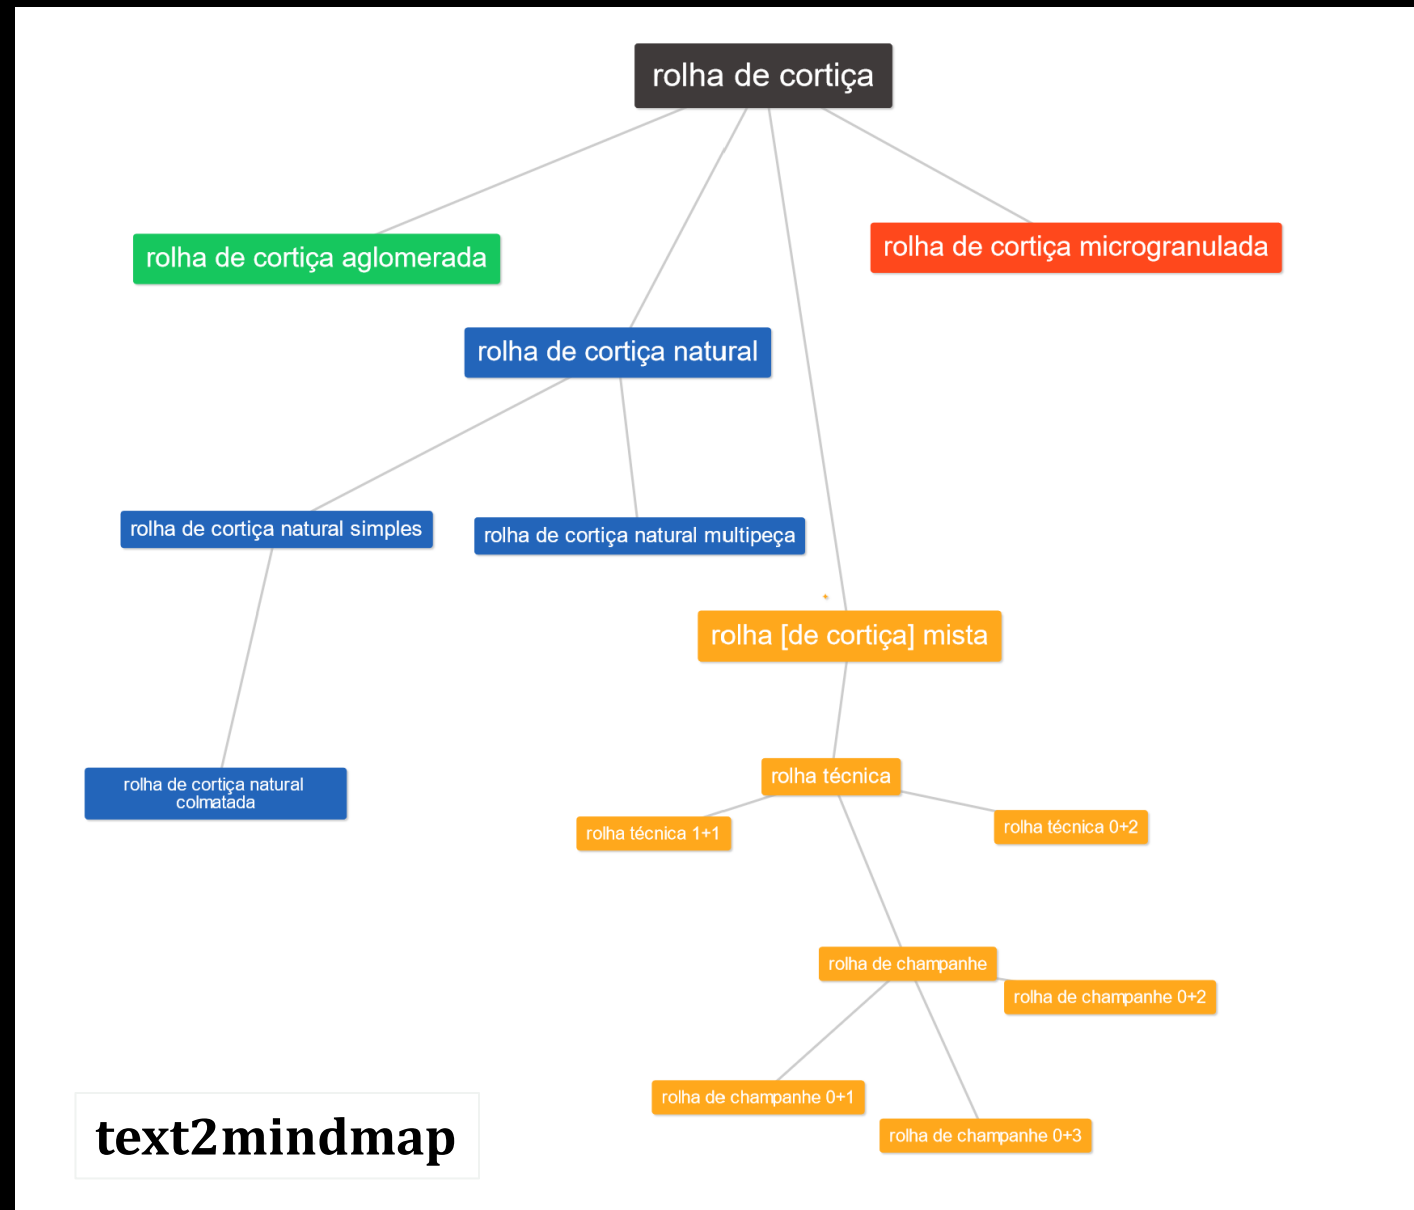 rolha de cortiça
rolha de cortiça microgranulada
rolha de cortiça aglomerada
rolha de cortiça natural
rolha de cortiça natural simples
rolha de cortiça natural multipeça
rolha [de cortiça] mista
rolha técnica
rolha de cortiça natural
colmatada
rolha técnica 1+1
rolha técnica 0+2
rolha de champanhe
rolha de champanhe 0+2
rolha de champanhe 0+1
rolha de champanhe 0+3
text2mindmap